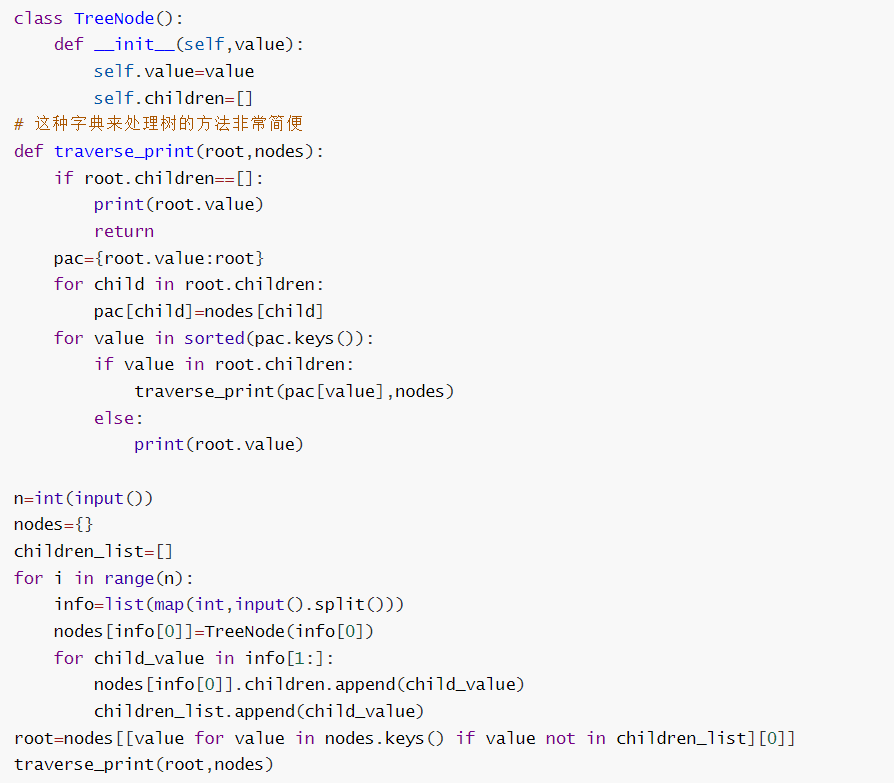 class TreeNode():
    def __init__(self,value):
        self.value=value
        self.children=[]
# 这种字典来处理树的方法非常简便
def traverse_print(root,nodes):
    if root.children==[]:
        print(root.value)
        return
    pac={root.value:root}
    for child in root.children:
        pac[child]=nodes[child]
    for value in sorted(pac.keys()):
        if value in root.children:
            traverse_print(pac[value],nodes)
        else:
            print(root.value)

n=int(input())
nodes={}
children_list=[]
for i in range(n):
    info=list(map(int,input().split()))
    nodes[info[0]]=TreeNode(info[0])
    for child_value in info[1:]:
        nodes[info[0]].children.append(child_value)
        children_list.append(child_value)
root=nodes[[value for value in nodes.keys() if value not in children_list][0]]
traverse_print(root,nodes)